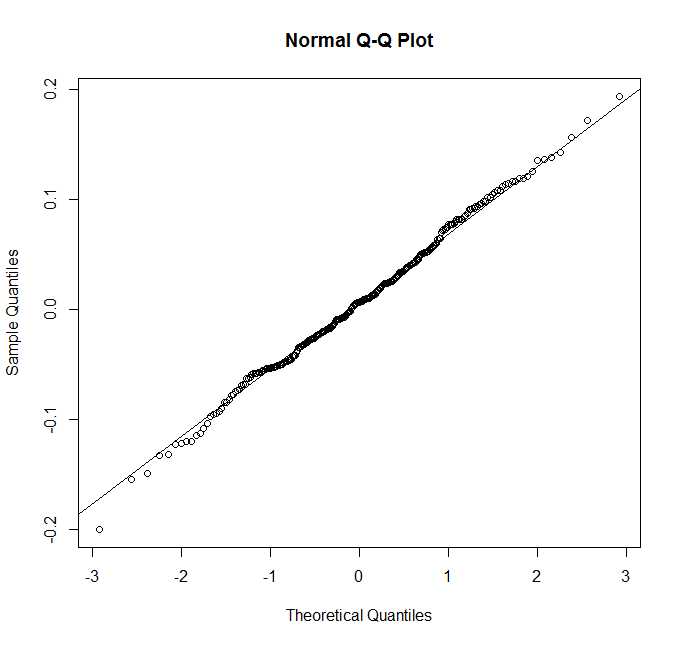 Normal Q-Q Plot
0.2
0.1
0.0
-0.1
-0.2
Sample Quantiles
-3 -2 -1 0 1 2 3
Theoretical Quantiles